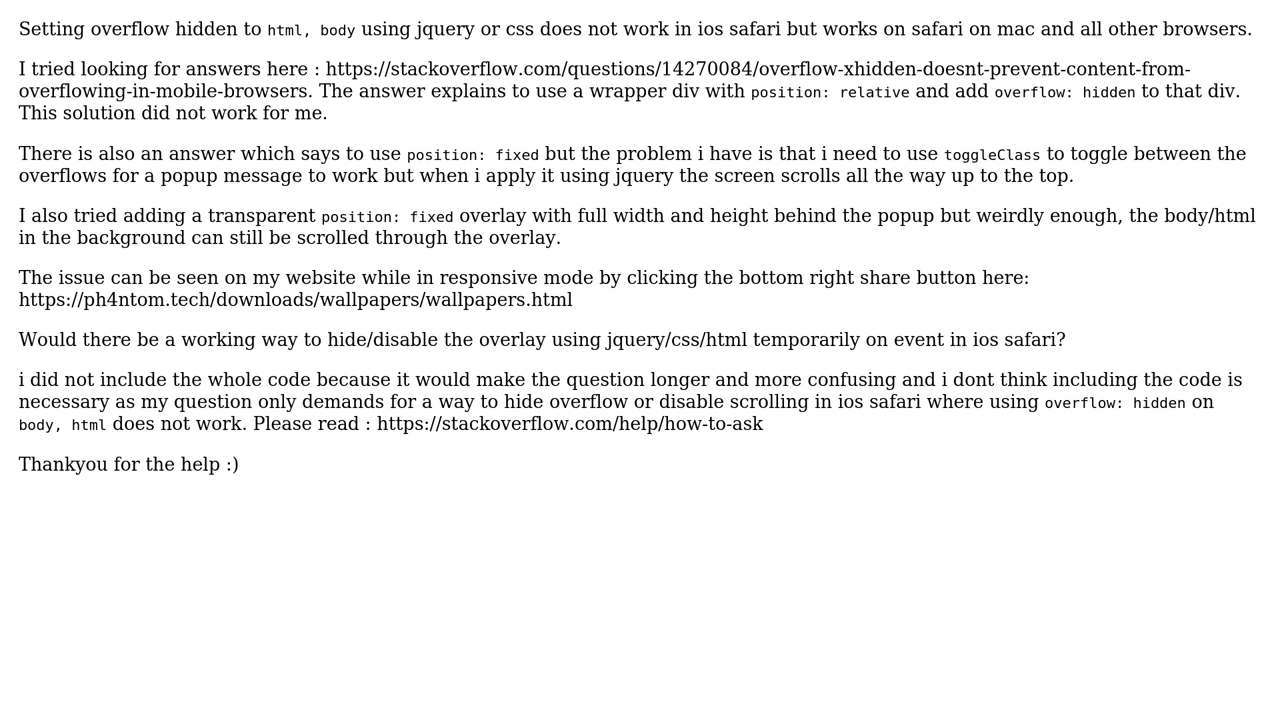 Setting overflow hidden to html, body using jquery or css does not work in ios safari but works on safari on mac and all other browsers.
I tried looking for answers here : https://stackoverflow.com/questions/14270084/overflow-xhidden-doesnt-prevent-content-from-
overflowing-in-mobile-browsers. The answer explains to use a wrapper div with position: relative and add overflow: hidden to that div.
This solution did not work for me.
There is also an answer which says to use position: fixed but the problem i have is that i need to use toggleClass to toggle between the
overflows for a popup message to work but when i apply it using jquery the screen scrolls all the way up to the top.
I also tried adding a transparent position: fixed overlay with full width and height behind the popup but weirdly enough, the body/html
in the background can still be scrolled through the overlay.
The issue can be seen on my website while in responsive mode by clicking the bottom right share button here:
https://ph4ntom.tech/downloads/wallpapers/wallpapers.html
Would there be a working way to hide/disable the overlay using jquery/css/html temporarily on event in ios safari?
i did not include the whole code because it would make the question longer and more confusing and i dont think including the code is
necessary as my question only demands for a way to hide overflow or disable scrolling in ios safari where using overflow: hidden on
body, html does not work. Please read : https://stackoverflow.com/help/how-to-ask
Thankyou for the help :)